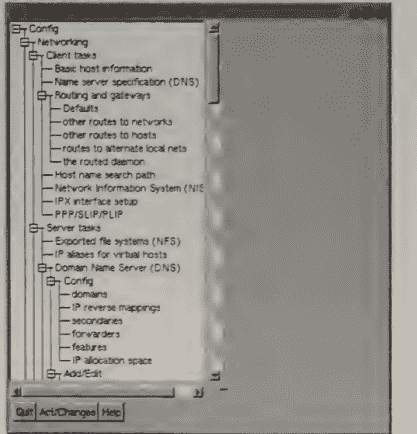 Config
Networking
Client tasks
Basic host information
Name server specification (DNS)
Routing and gateways
Defaults
other routes to networks
other routes to hosts
routes to alternate local nets
the routed daemon
Host name search path
Network Information System (NIS
IPX interface setup
PPP/SLIP/PLIP
Server tasks
Exported file systems (NFS)
IP aliases for virtual hosts
Domain Name Server (DNS)
Config
domains
IP reverse mappings
secondaries
forwarders
features
IP allocation space
Add/Edit
Quit Act/Changes Help